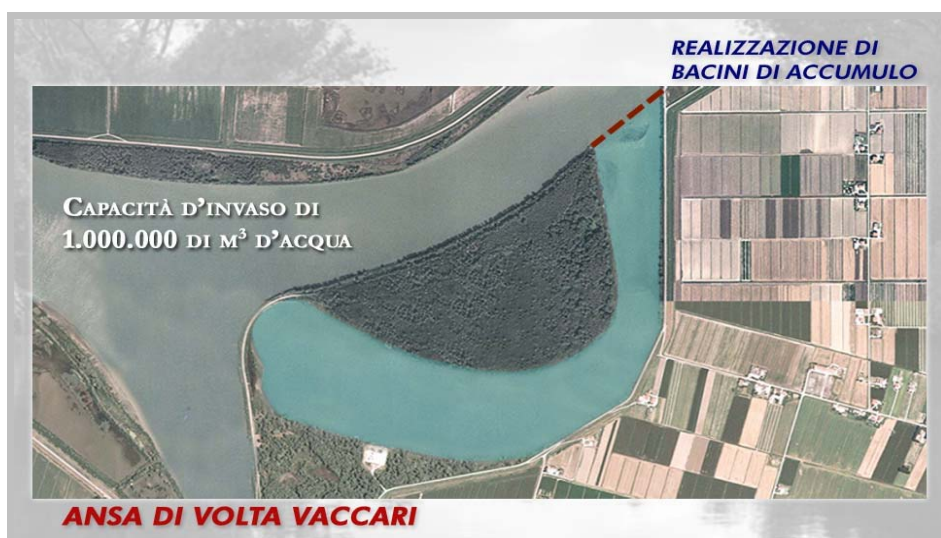 REALIZZAZIONE DI
BACINI DI ACCUMULO
CAPACITÀ D'INVASO DI
1.000.000 DI M³ D'ACQUA
ANSA DI VOLTA VACCARI